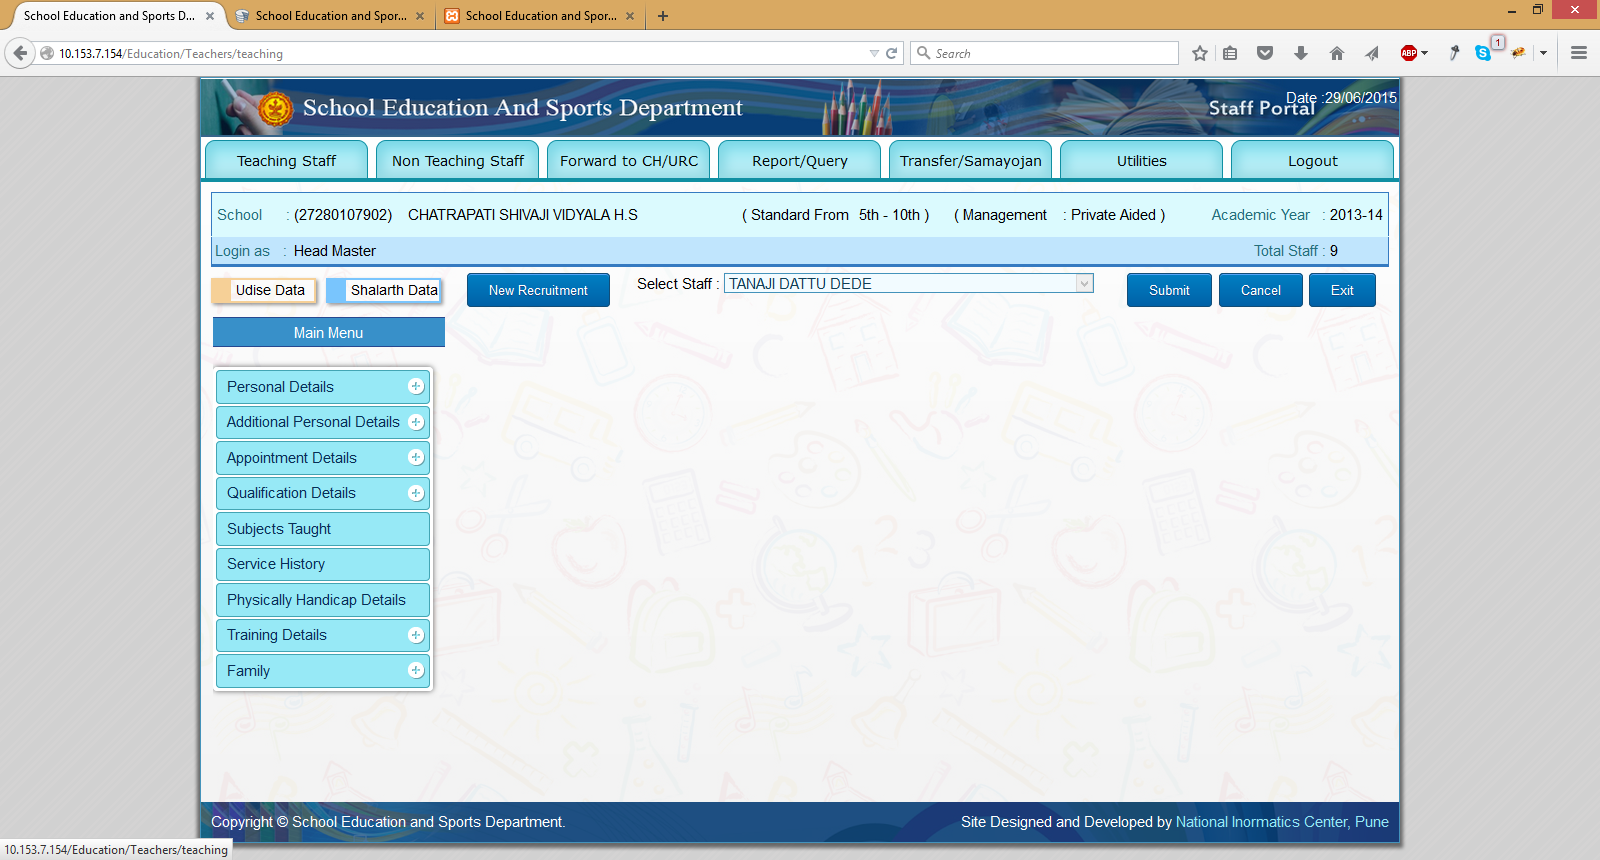 School Education and Sports D...
School Education and Spor...
School Education and Spor...
10.153.7.154/Education/Teachers/teaching
Search
ABP
1
School Education And Sports Department
Date :29/06/2015
Staff Portal
Teaching Staff
Non Teaching Staff
Forward to CH/URC
Report/Query
Transfer/Samayojan
Utilities
Logout
School : (27280107902) CHATRAPATI SHIVAJI VIDYALA H.S ( Standard From 5th - 10th ) ( Management : Private Aided ) Academic Year : 2013-14
Login as : Head Master Total Staff : 9
Udise Data
Shalarth Data
New Recruitment
Select Staff : TANAJI DATTU DEDE
Submit
Cancel
Exit
Main Menu
Personal Details
Additional Personal Details
Appointment Details
Qualification Details
Subjects Taught
Service History
Physically Handicap Details
Training Details
Family
Copyright © School Education and Sports Department.
Site Designed and Developed by National Inormatics Center, Pune
10.153.7.154/Education/Teachers/teaching